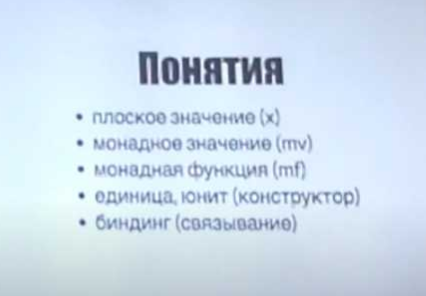 Понятия
• плоское значение (x)
• монадное значение (mv)
• монадная функция (mf)
• единица, юнит (конструктор)
• биндинг (связывание)